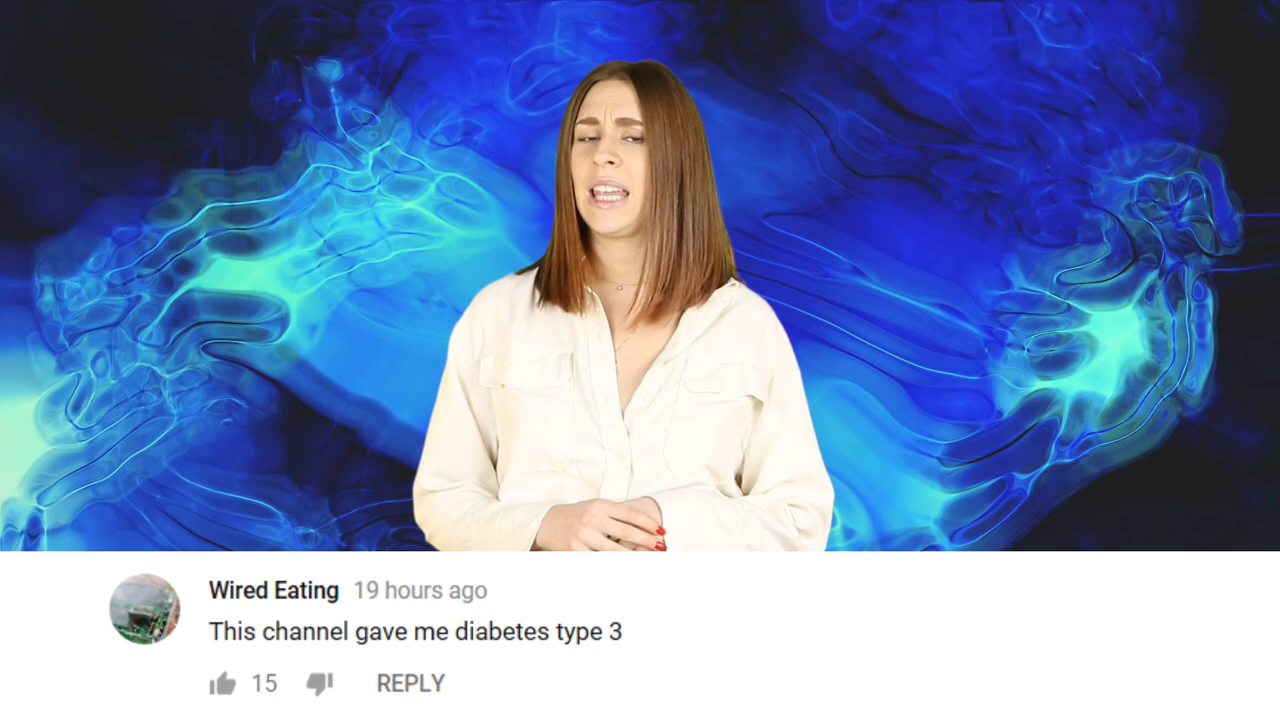 Wired Eating 19 hours ago
This channel gave me diabetes type 3
15 REPLY